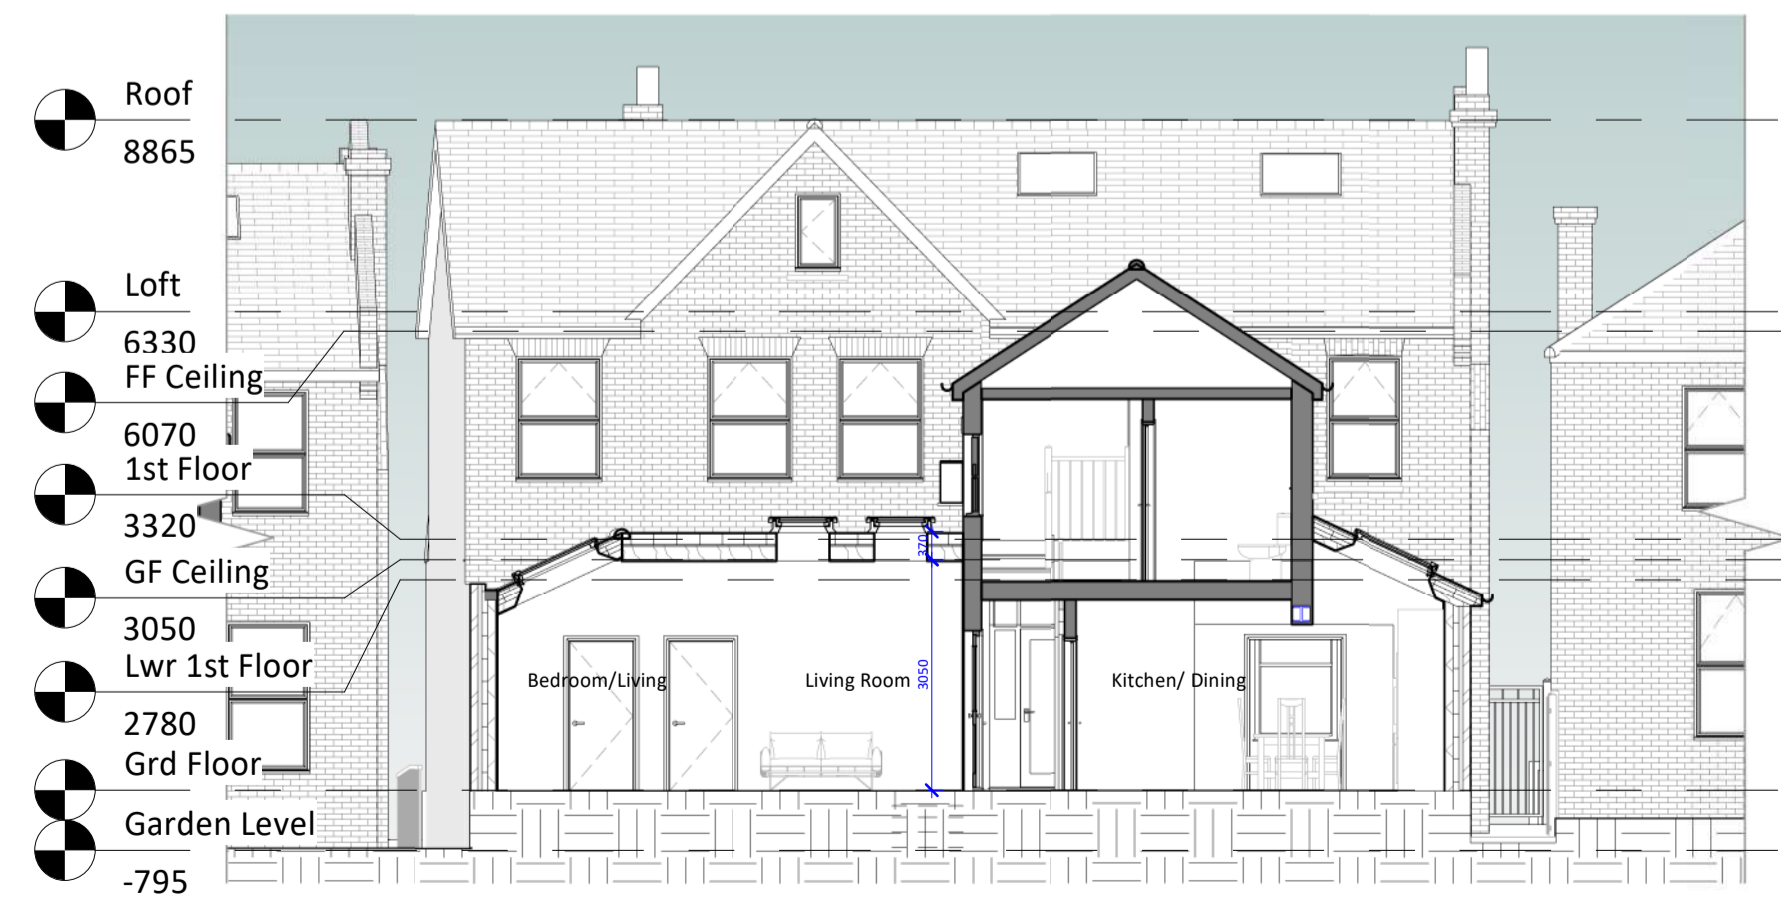 Roof
8865
Loft
6330
FF Ceiling
6070
1st Floor
3320
GF Ceiling
3050
Lwr 1st Floor
2780
Grd Floor
Garden Level
-795
370
3050
Bedroom/Living
Living Room
Kitchen/ Dining